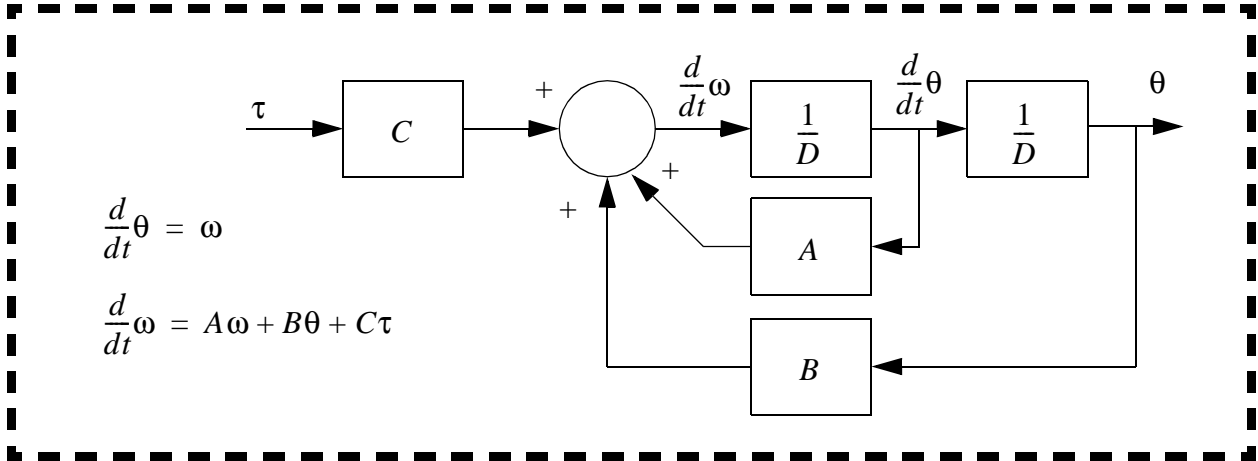 τ
C
+
d/dt ω
1/D
d/dt θ
1/D
θ
+
+
A
B
d/dt θ = ω
d/dt ω = Aω + Bθ + Cτ